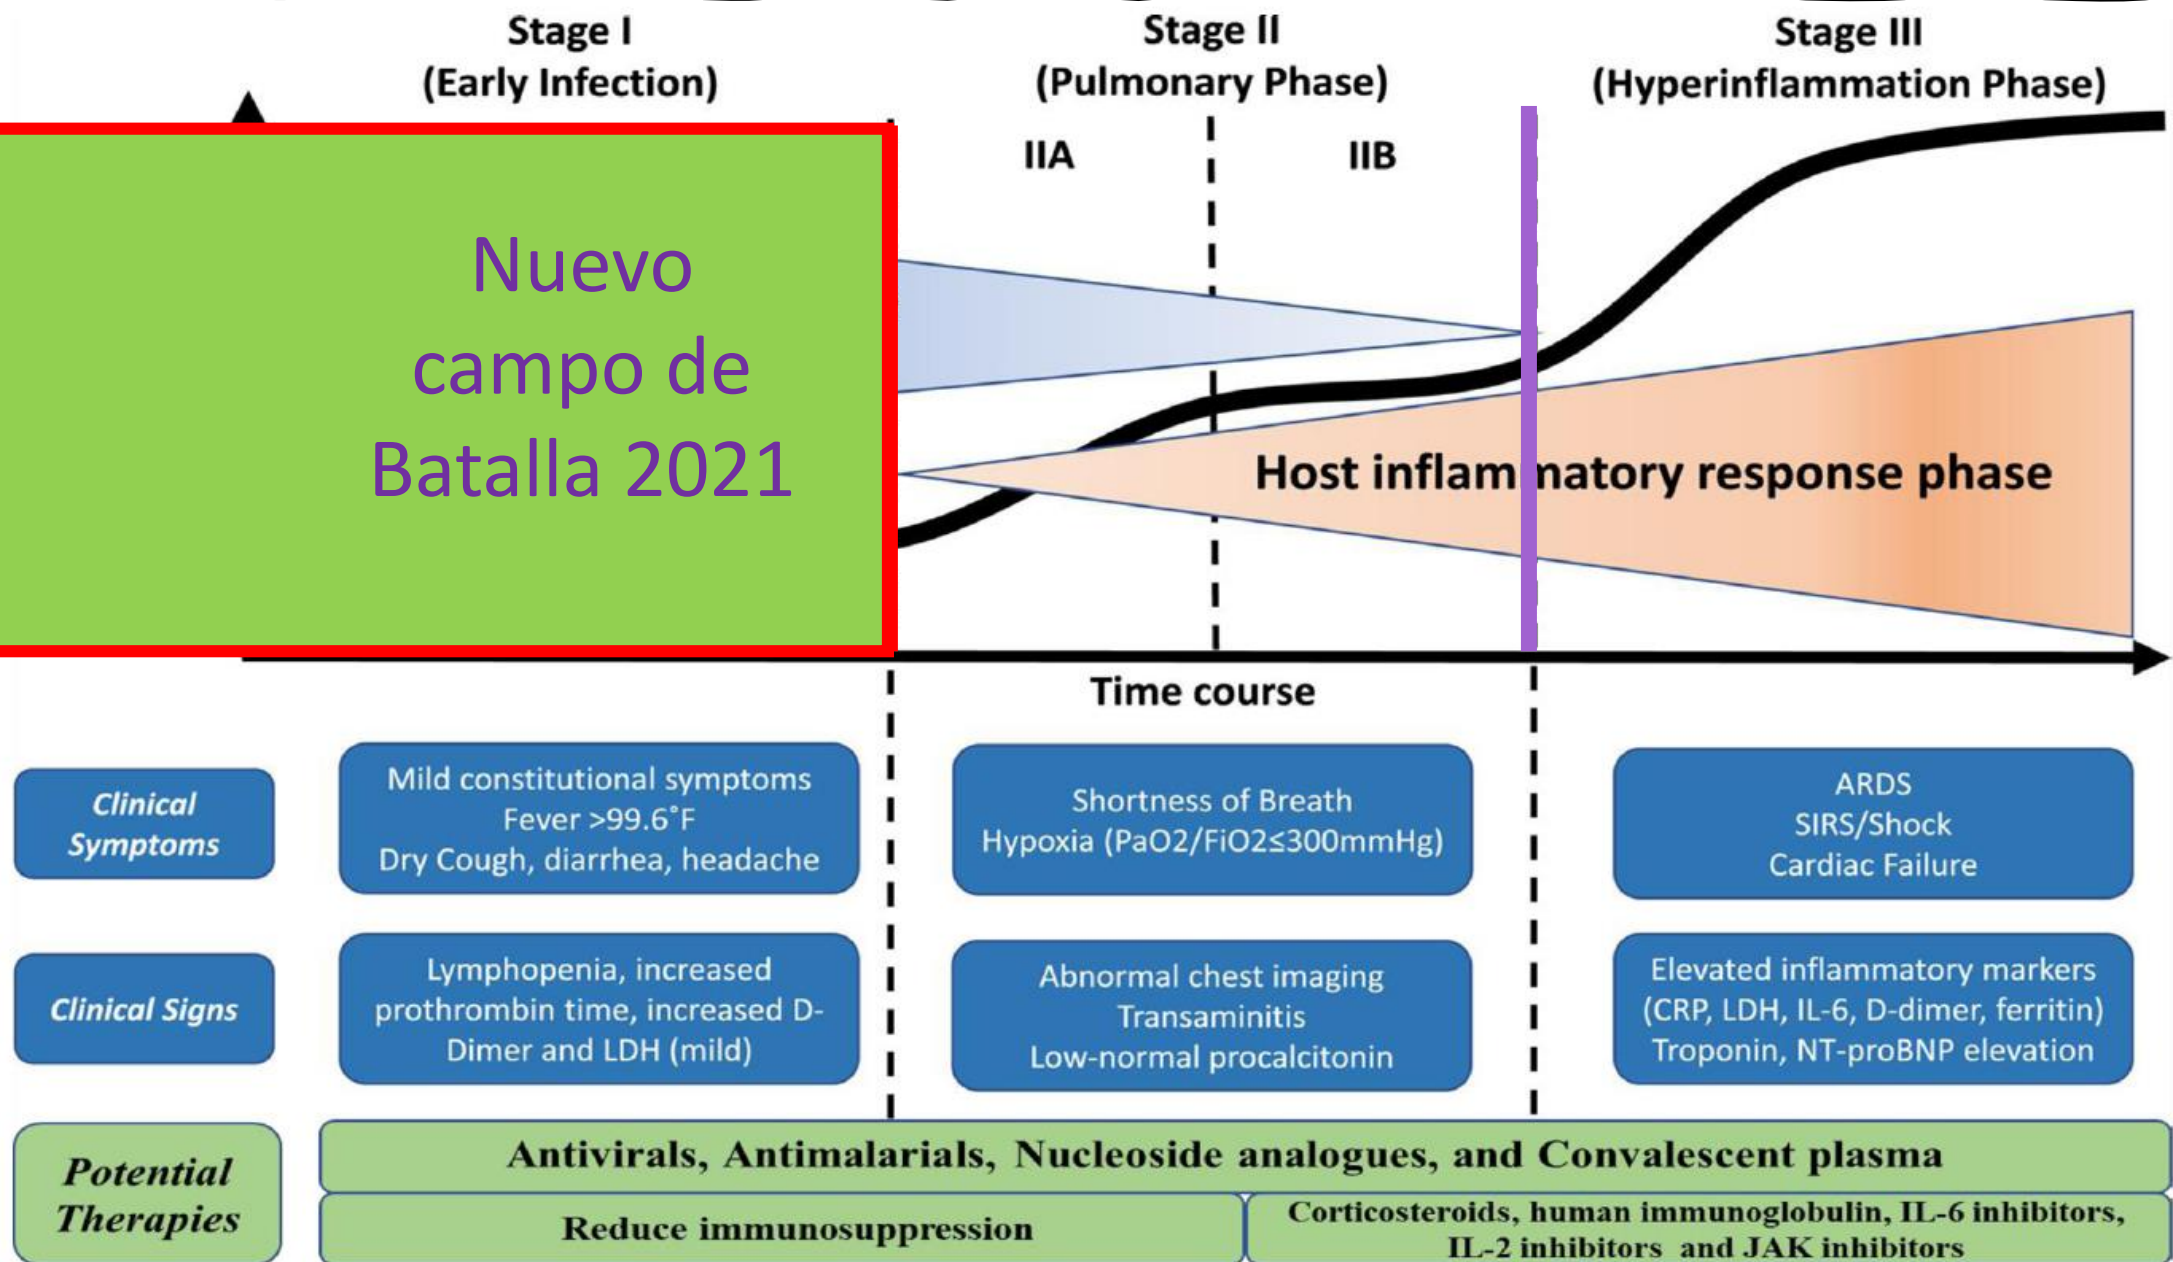 Stage I
(Early Infection)
Stage II
(Pulmonary Phase)
Stage III
(Hyperinflammation Phase)
IIA
IIB
Nuevo
campo de
Batalla 2021
Host inflammatory response phase
Time course
Clinical
Symptoms
Mild constitutional symptoms
Fever >99.6°F
Dry Cough, diarrhea, headache
Shortness of Breath
Hypoxia (PaO2/FiO2≤300mmHg)
ARDS
SIRS/Shock
Cardiac Failure
Clinical Signs
Lymphopenia, increased
prothrombin time, increased D-
Dimer and LDH (mild)
Abnormal chest imaging
Transaminitis
Low-normal procalcitonin
Elevated inflammatory markers
(CRP, LDH, IL-6, D-dimer, ferritin)
Troponin, NT-proBNP elevation
Potential
Therapies
Antivirals, Antimalarials, Nucleoside analogues, and Convalescent plasma
Reduce immunosuppression
Corticosteroids, human immunoglobulin, IL-6 inhibitors,
IL-2 inhibitors and JAK inhibitors